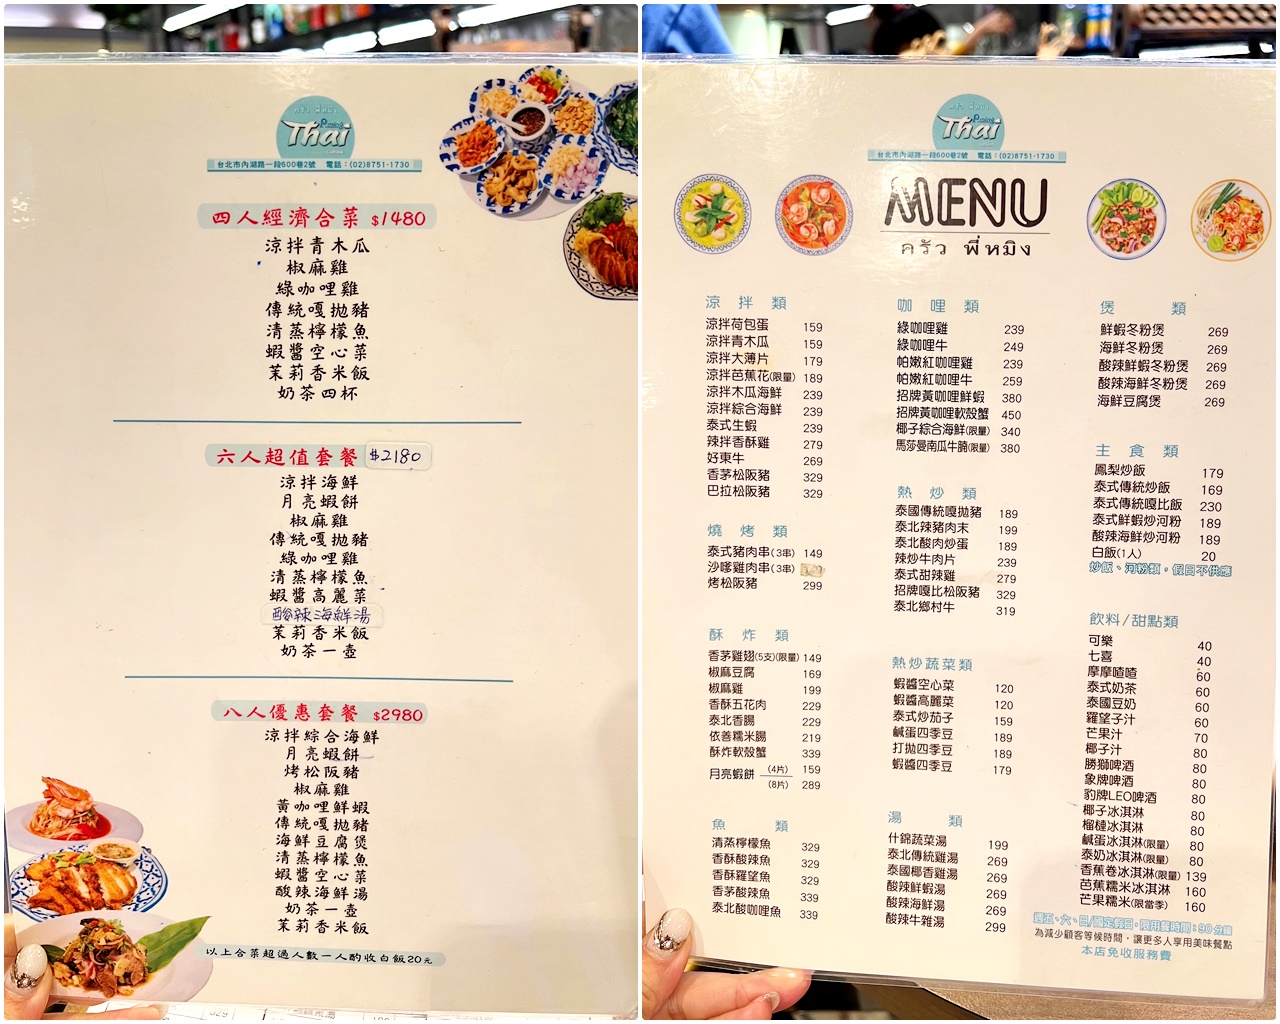 ครัว พี่หมิง
P'ming
Thai
台北市內湖路一段600巷2號 電話：(02)8751-1730
四人經濟合菜 $1480
涼拌青木瓜
椒麻雞
綠咖哩雞
傳統嘎拋豬
清蒸檸檬魚
蝦醬空心菜
茉莉香米飯
奶茶四杯
六人超值套餐 $2180
涼拌海鮮
月亮蝦餅
椒麻雞
傳統嘎拋豬
綠咖哩雞
清蒸檸檬魚
蝦醬高麗菜
酸辣海鮮湯
茉莉香米飯
奶茶一壺
八人優惠套餐 $2980
涼拌綜合海鮮
月亮蝦餅
烤松阪豬
椒麻雞
黃咖哩鮮蝦
傳統嘎拋豬
海鮮豆腐煲
清蒸檸檬魚
蝦醬空心菜
酸辣海鮮湯
奶茶一壺
茉莉香米飯
以上合菜超過人數一人酌收白飯20元
P'ming
Thai
台北市內湖路一段600巷2號 電話：(02)8751-1730
MENU
ครัว พี่หมิง
涼拌類
涼拌荷包蛋 159
涼拌青木瓜 159
涼拌大薄片 179
涼拌芭蕉花(限量) 189
涼拌木瓜海鮮 239
涼拌綜合海鮮 239
泰式生蝦 239
辣拌香酥雞 279
好東牛 269
香茅松阪豬 329
巴拉松阪豬 329
燒烤類
泰式豬肉串(3串) 149
沙嗲雞肉串(3串)
烤松阪豬 299
酥炸類
香茅雞翅(5支)(限量) 149
椒麻豆腐 169
椒麻雞 199
香酥五花肉 229
泰北香腸 229
依善糯米腸 219
酥炸軟殼蟹 339
月亮蝦餅 (4片) 159
(8片) 289
魚類
清蒸檸檬魚 329
香酥酸辣魚 329
香酥羅望魚 329
香茅酸辣魚 339
泰北酸咖哩魚 339
咖哩類
綠咖哩雞 239
綠咖哩牛 249
帕嫩紅咖哩雞 239
帕嫩紅咖哩牛 259
招牌黃咖哩鮮蝦 380
招牌黃咖哩軟殼蟹 450
椰子綜合海鮮(限量) 340
馬莎曼南瓜牛腩(限量) 380
熱炒類
泰國傳統嘎拋豬 189
泰北辣豬肉末 199
泰北酸肉炒蛋 189
辣炒牛肉片 239
泰式甜辣雞 279
招牌嘎比松阪豬 329
泰北鄉村牛 319
熱炒蔬菜類
蝦醬空心菜 120
蝦醬高麗菜 120
泰式炒茄子 159
鹹蛋四季豆 189
打拋四季豆 189
蝦醬四季豆 179
湯類
什錦蔬菜湯 199
泰北傳統雞湯 269
泰國椰香雞湯 269
酸辣鮮蝦湯 269
酸辣海鮮湯 269
酸辣牛雜湯 299
煲類
鮮蝦冬粉煲 269
海鮮冬粉煲 269
酸辣鮮蝦冬粉煲 269
酸辣海鮮冬粉煲 269
海鮮豆腐煲 269
主食類
鳳梨炒飯 179
泰式傳統炒飯 169
泰式傳統嘎比飯 230
泰式鮮蝦炒河粉 189
酸辣海鮮炒河粉 189
白飯(1人) 20
炒飯、河粉類，假日不供應
飲料/甜點類
可樂 40
七喜 40
摩摩喳喳 60
泰式奶茶 60
泰國豆奶 60
羅望子汁 60
芒果汁 70
椰子汁 80
勝獅啤酒 80
象牌啤酒 80
豹牌LEO啤酒 80
椰子冰淇淋 80
榴槤冰淇淋 80
鹹蛋冰淇淋(限量) 80
泰奶冰淇淋(限量) 80
香蕉卷冰淇淋(限量) 139
芭蕉糯米冰淇淋 160
芒果糯米(限當季) 160
週五、六、日/國定假日，限用餐時間：90分鐘
為減少顧客等候時間，讓更多人享用美味餐點
本店免收服務費